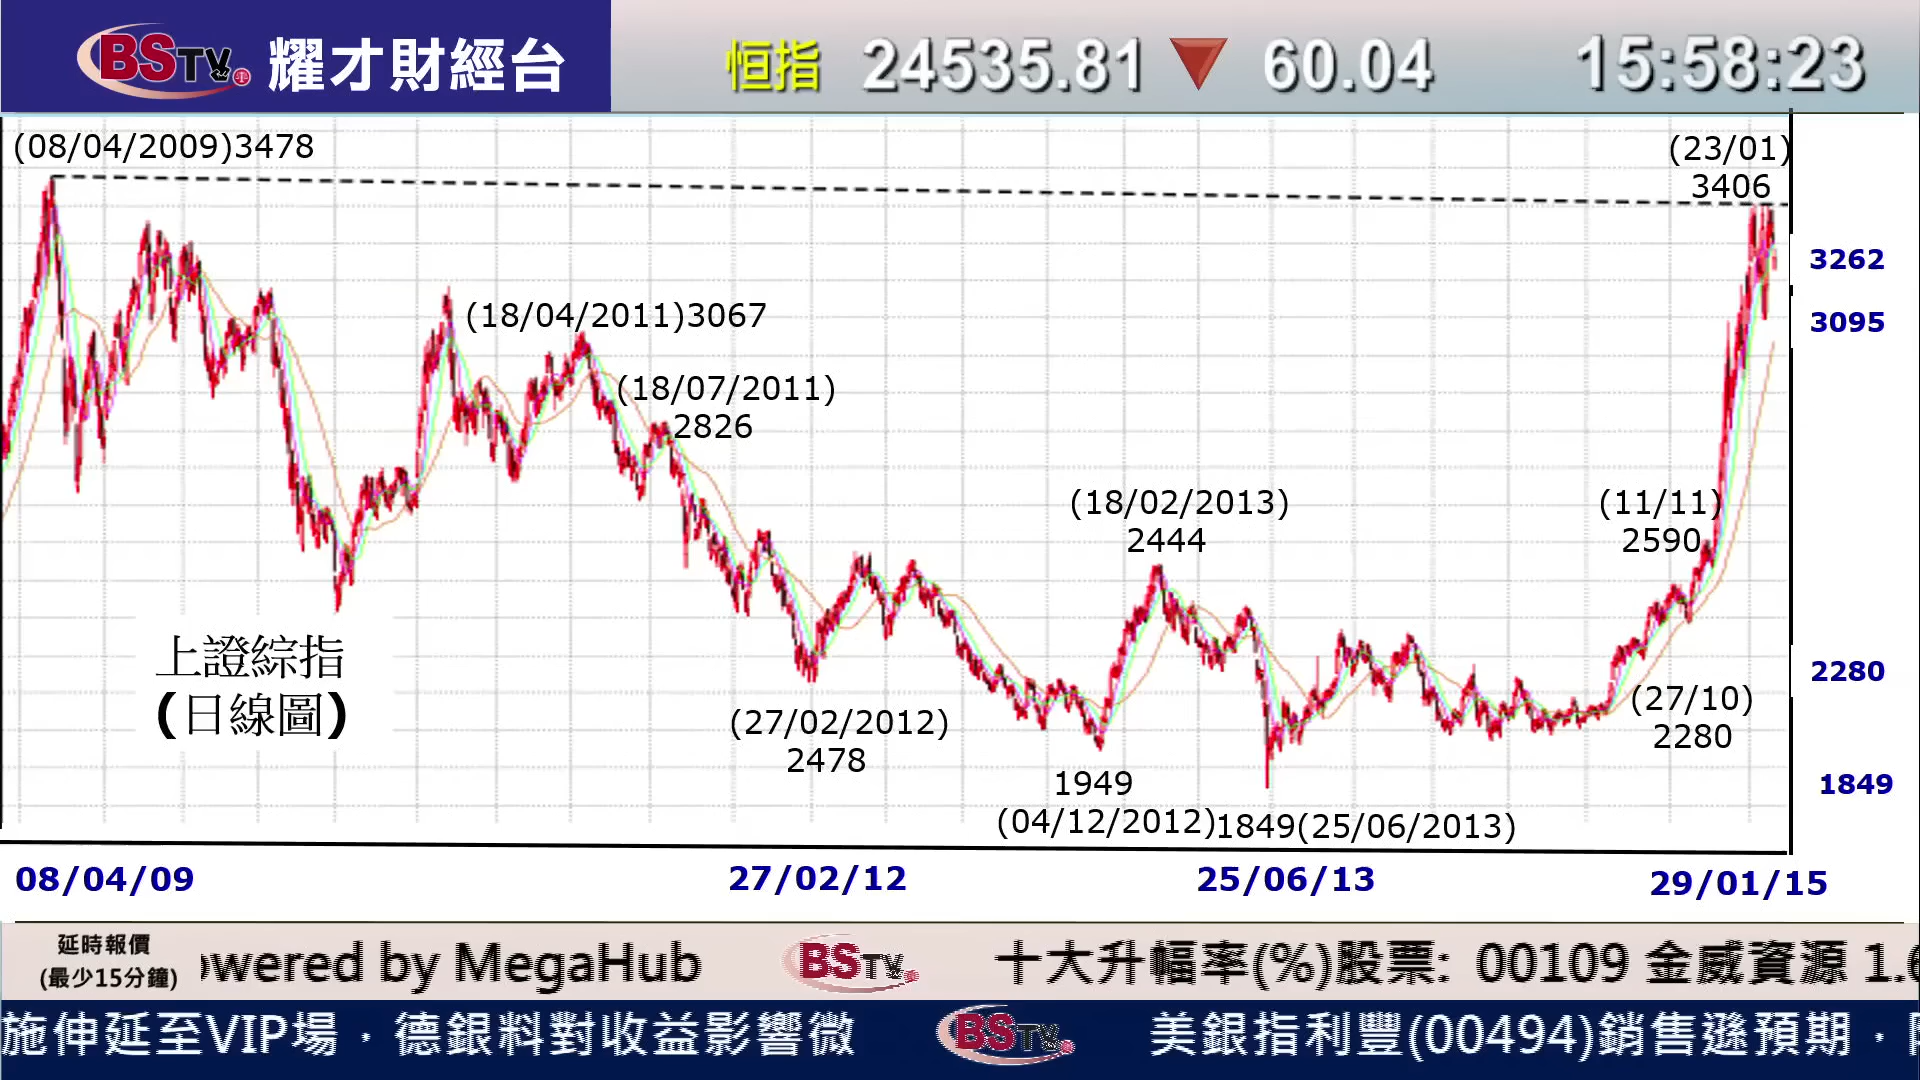 BSTV 耀才財經台
恒指 24535.81 ▼ 60.04 15:58:23
(08/04/2009)3478
(23/01)
3406
3262
(18/04/2011)3067
3095
(18/07/2011)
2826
(18/02/2013)
2444
(11/11)
2590
上證綜指
(日線圖)
2280
(27/10)
2280
(27/02/2012)
2478
1949
(04/12/2012)
1849(25/06/2013)
1849
08/04/09 27/02/12 25/06/13 29/01/15
延時報價
(最少15分鐘)
owered by MegaHub BSTV 十大升幅率(%)股票: 00109 金威資源 1.6
施伸延至VIP場，德銀料對收益影響微 BSTV 美銀指利豐(00494)銷售遜預期，